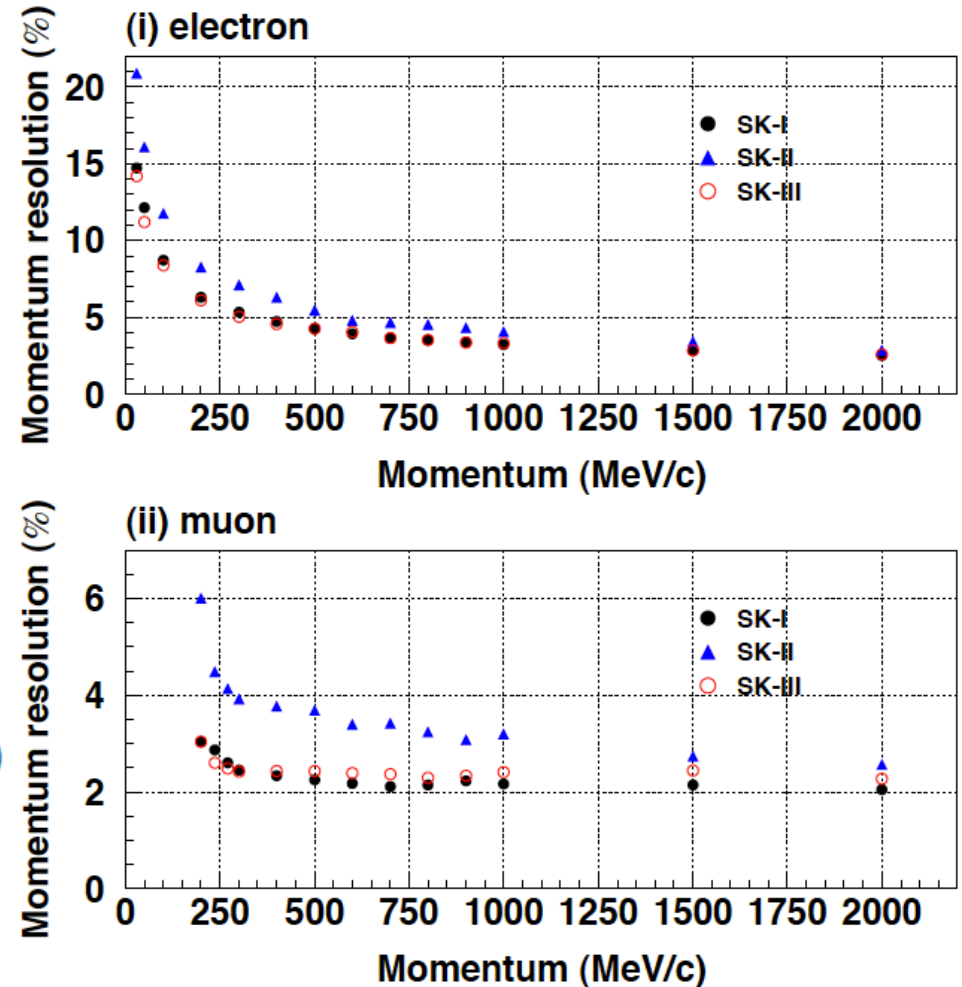 (i) electron
Momentum resolution (%)
20
15
10
5
0
SK-I
SK-II
SK-III
0 250 500 750 1000 1250 1500 1750 2000
Momentum (MeV/c)
(ii) muon
Momentum resolution (%)
6
4
2
0
SK-I
SK-II
SK-III
0 250 500 750 1000 1250 1500 1750 2000
Momentum (MeV/c)